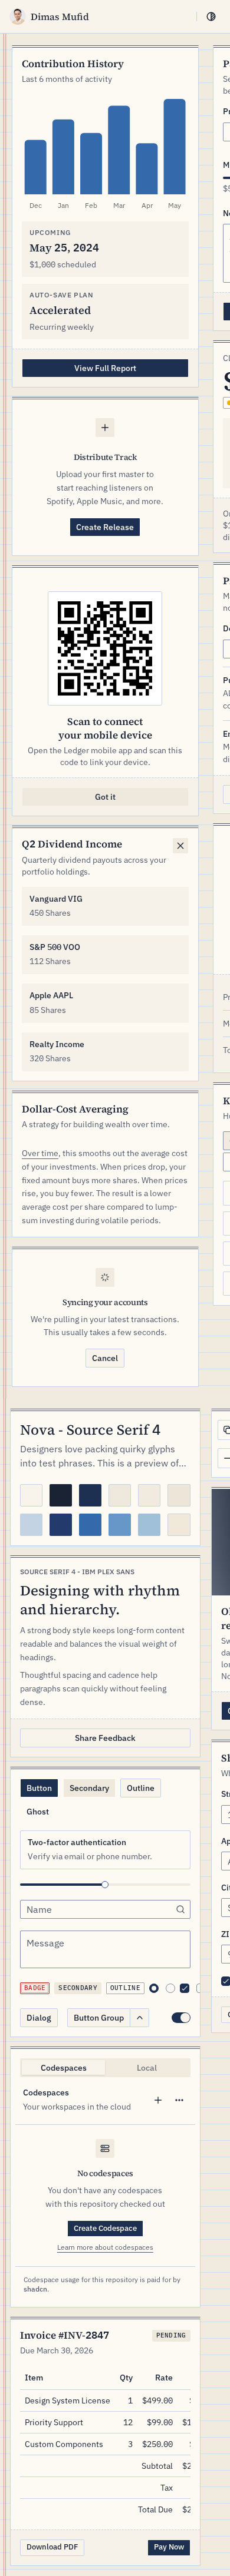 Dimas Mufid
Contribution History
Last 6 months of activity
Dec Jan Feb Mar Apr May
UPCOMING
May 25, 2024
$1,000 scheduled
AUTO-SAVE PLAN
Accelerated
Recurring weekly
View Full Report
Distribute Track
Upload your first master to
start reaching listeners on
Spotify, Apple Music, and more.
Create Release
Scan to connect
your mobile device
Open the Ledger mobile app and scan this
code to link your device.
Got it
Q2 Dividend Income
Quarterly dividend payouts across your
portfolio holdings.
Vanguard VIG
450 Shares
S&P 500 VOO
112 Shares
Apple AAPL
85 Shares
Realty Income
320 Shares
Dollar-Cost Averaging
A strategy for building wealth over time.
Over time, this smooths out the average cost
of your investments. When prices drop, your
fixed amount buys more shares. When prices
rise, you buy fewer. The result is a lower
average cost per share compared to lump-
sum investing during volatile periods.
Syncing your accounts
We're pulling in your latest transactions.
This usually takes a few seconds.
Cancel
Nova - Source Serif 4
Designers love packing quirky glyphs
into test phrases. This is a preview of...
SOURCE SERIF 4 - IBM PLEX SANS
Designing with rhythm
and hierarchy.
A strong body style keeps long-form content
readable and balances the visual weight of
headings.
Thoughtful spacing and cadence help
paragraphs scan quickly without feeling
dense.
Share Feedback
Button Secondary Outline
Ghost
Two-factor authentication
Verify via email or phone number.
Name
Message
BADGE SECONDARY OUTLINE
Dialog Button Group
Codespaces Local
Codespaces
Your workspaces in the cloud
No codespaces
You don't have any codespaces
with this repository checked out
Create Codespace
Learn more about codespaces
Codespace usage for this repository is paid for by
shadcn.
Invoice #INV-2847 PENDING
Due March 30, 2026
Item Qty Rate
Design System License 1 $499.00
Priority Support 12 $99.00 $1
Custom Components 3 $250.00
Subtotal $2
Tax
Total Due $2
Download PDF Pay Now